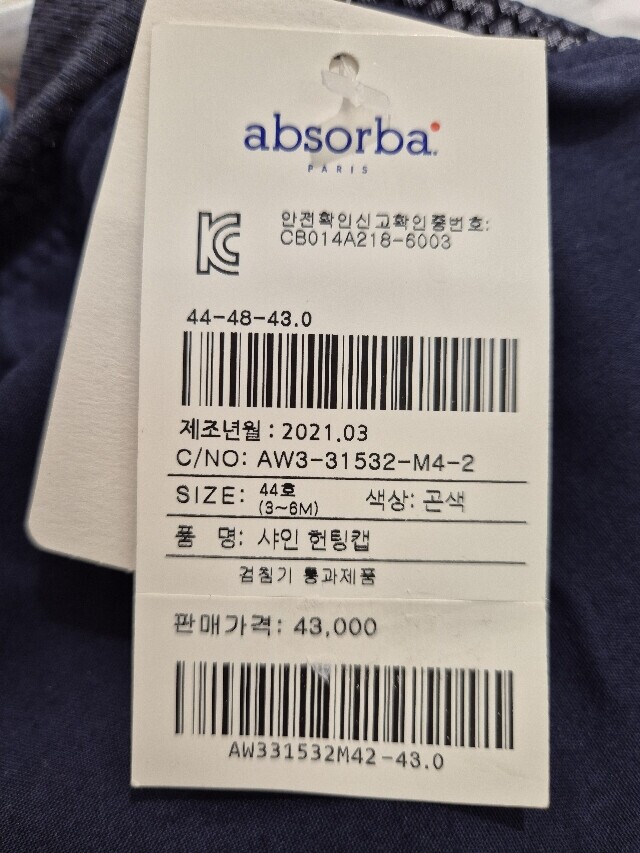 absorba
PARIS
안전확인신고확인증번호:
CB014A218-6003
44-48-43.0
제조년월 : 2021.03
C/NO: AW3-31532-M4-2
SIZE: 44호 (3~6M) 색상: 곤색
품 명: 샤인 헌팅캡
검침기 통과제품
판매가격: 43,000
AW331532M42-43.0